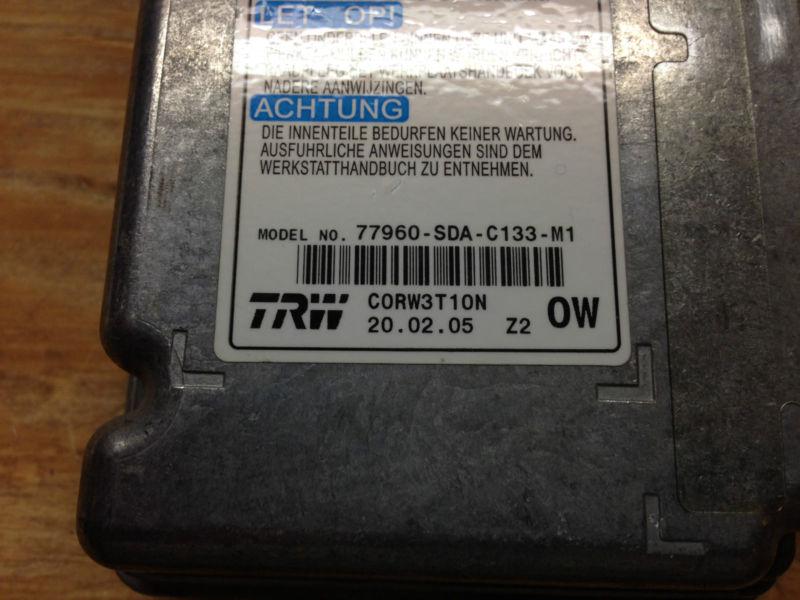 LET OP!
NADERE AANWIJZINGEN.
ACHTUNG
DIE INNENTEILE BEDURFEN KEINER WARTUNG.
AUSFUHRLICHE ANWEISUNGEN SIND DEM
WERKSTATTHANDBUCH ZU ENTNEHMEN.
MODEL NO. 77960-SDA-C133-M1
TRW CORW3T10N
20.02.05 Z2 OW